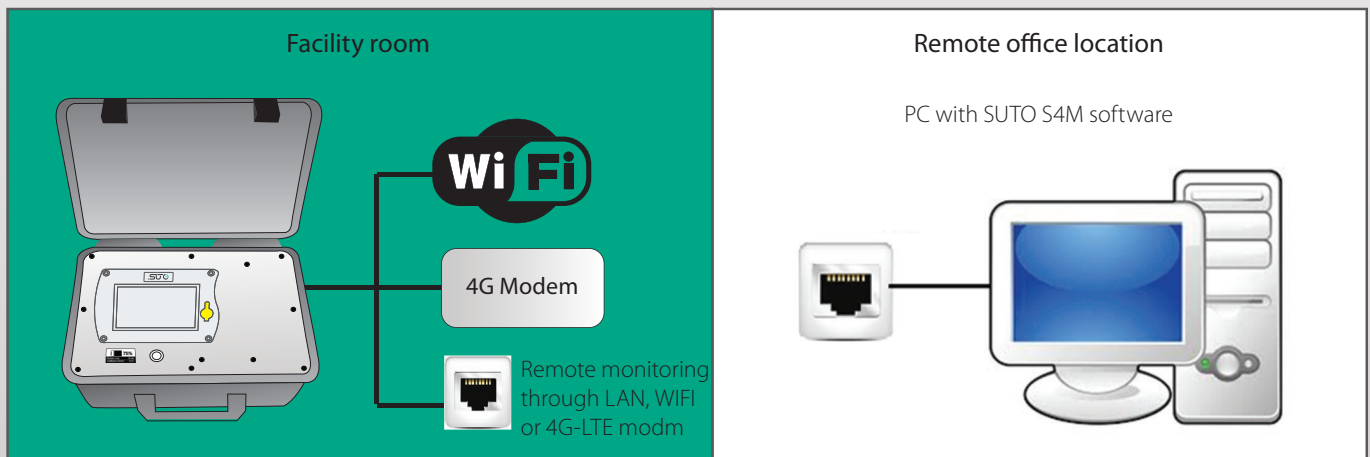 Facility room
SUTO
75%
WiFi
4G Modem
Remote monitoring
through LAN, WIFI
or 4G-LTE modm
Remote office location
PC with SUTO S4M software